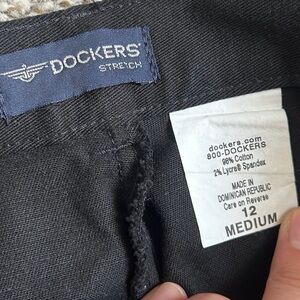 DOCKERS®
STRETCH
dockers.com
800-DOCKERS
98% Cotton
2% Lycra® Spandex
MADE IN
DOMINICAN REPUBLIC
Care on Reverse
12
MEDIUM